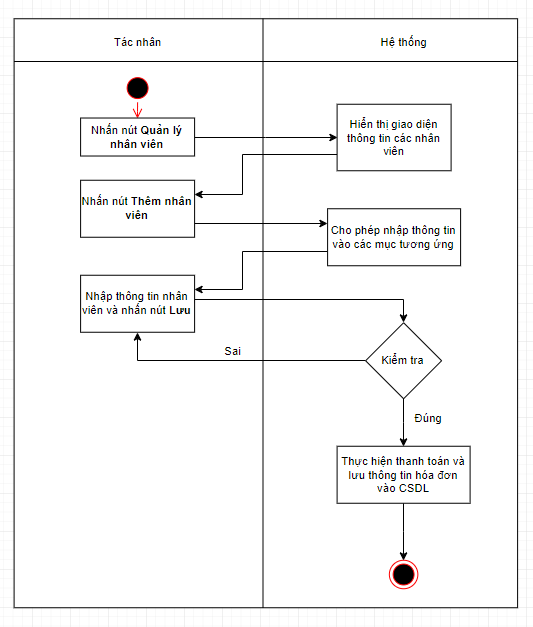 Tác nhân
Hệ thống
Nhấn nút Quản lý
nhân viên
Hiển thị giao diện
thông tin các nhân
viên
Nhấn nút Thêm nhân
viên
Cho phép nhập thông tin
vào các mục tương ứng
Nhập thông tin nhân
viên và nhấn nút Lưu
Sai
Kiểm tra
Đúng
Thực hiện thanh toán và
lưu thông tin hóa đơn
vào CSDL